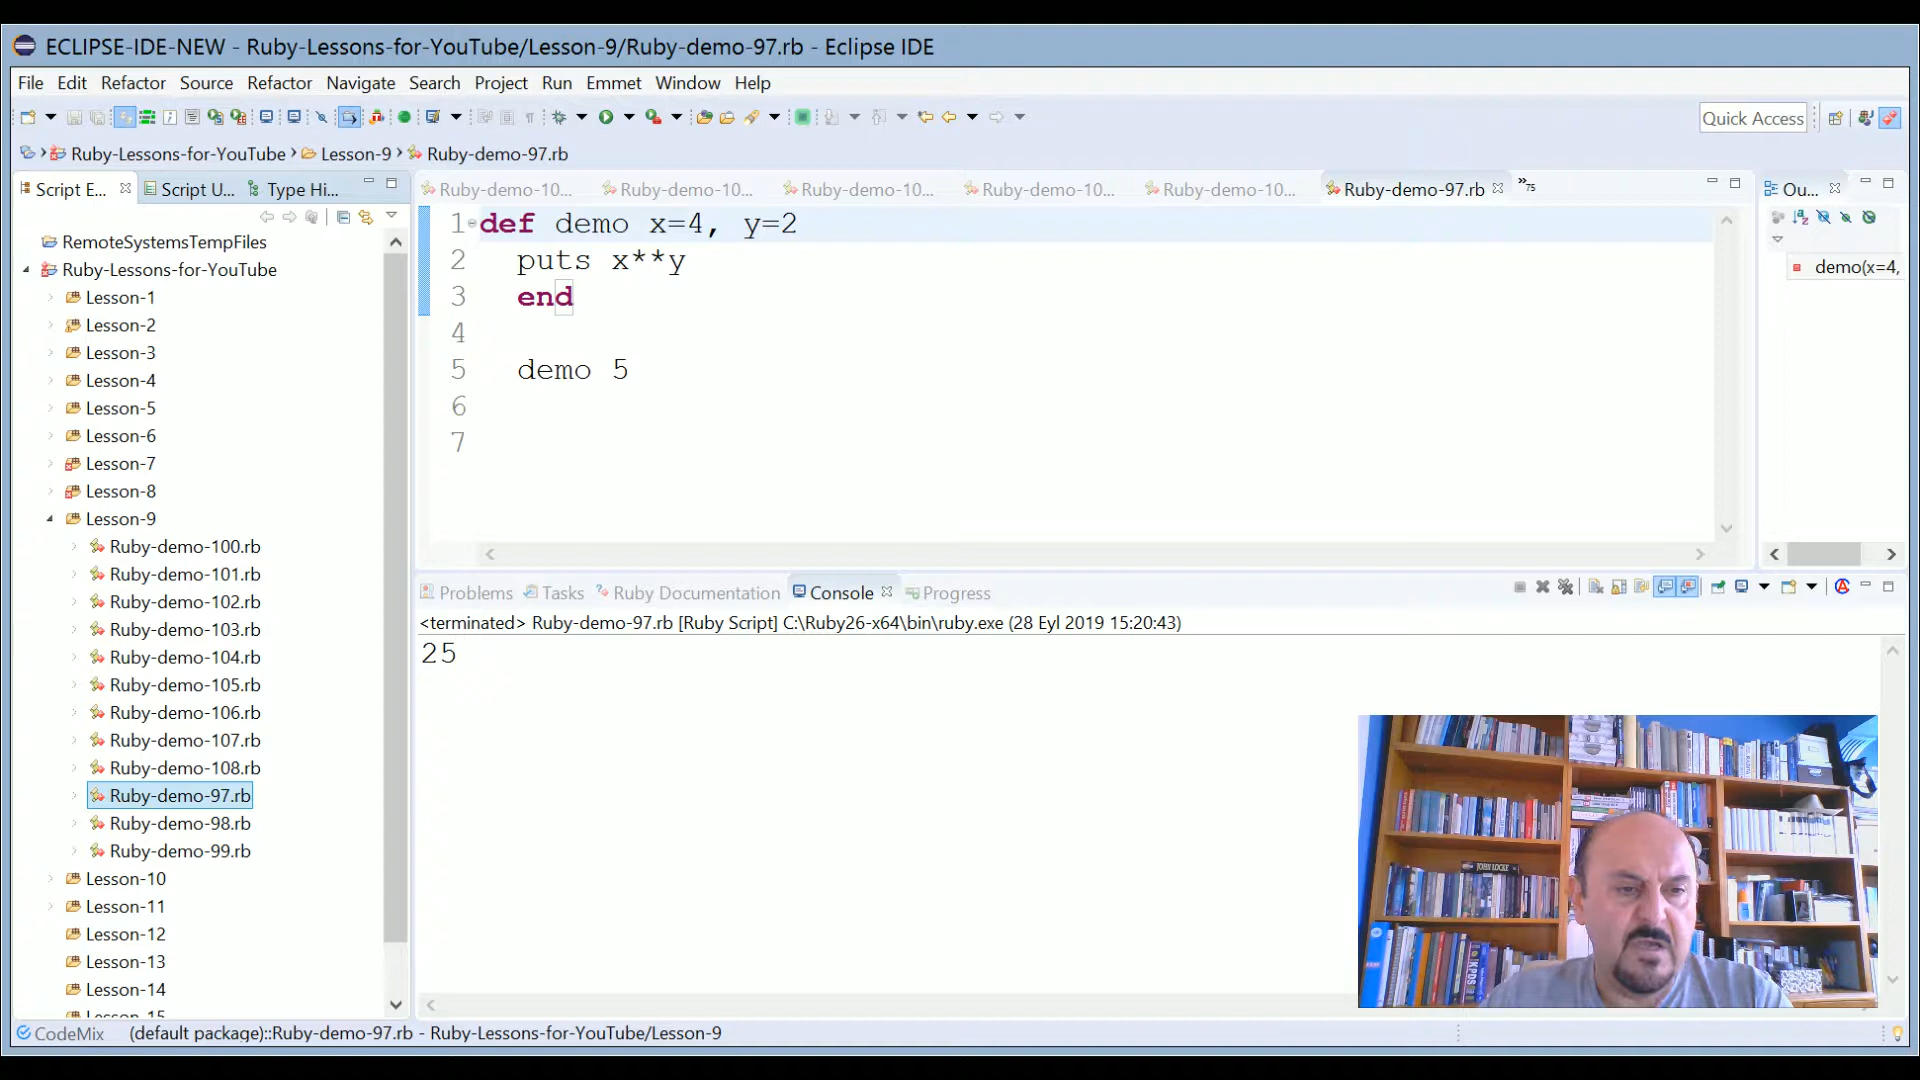 ECLIPSE-IDE-NEW - Ruby-Lessons-for-YouTube/Lesson-9/Ruby-demo-97.rb - Eclipse IDE
File Edit Refactor Source Refactor Navigate Search Project Run Emmet Window Help
Quick Access
Ruby-Lessons-for-YouTube Lesson-9 Ruby-demo-97.rb
Script E... Script U... Type Hi...
Ruby-demo-10... Ruby-demo-10... Ruby-demo-10... Ruby-demo-10... Ruby-demo-10... Ruby-demo-97.rb »75
Ou...
RemoteSystemsTempFiles
Ruby-Lessons-for-YouTube
Lesson-1
Lesson-2
Lesson-3
Lesson-4
Lesson-5
Lesson-6
Lesson-7
Lesson-8
Lesson-9
Ruby-demo-100.rb
Ruby-demo-101.rb
Ruby-demo-102.rb
Ruby-demo-103.rb
Ruby-demo-104.rb
Ruby-demo-105.rb
Ruby-demo-106.rb
Ruby-demo-107.rb
Ruby-demo-108.rb
Ruby-demo-97.rb
Ruby-demo-98.rb
Ruby-demo-99.rb
Lesson-10
Lesson-11
Lesson-12
Lesson-13
Lesson-14
Lesson-15
1 def demo x=4, y=2
2 puts x**y
3 end
4
5 demo 5
6
7
demo(x=4,
Problems Tasks Ruby Documentation Console Progress
<terminated> Ruby-demo-97.rb [Ruby Script] C:\Ruby26-x64\bin\ruby.exe (28 Eyl 2019 15:20:43)
25
JOHN LOCKE
KPDS
CodeMix (default package)::Ruby-demo-97.rb - Ruby-Lessons-for-YouTube/Lesson-9